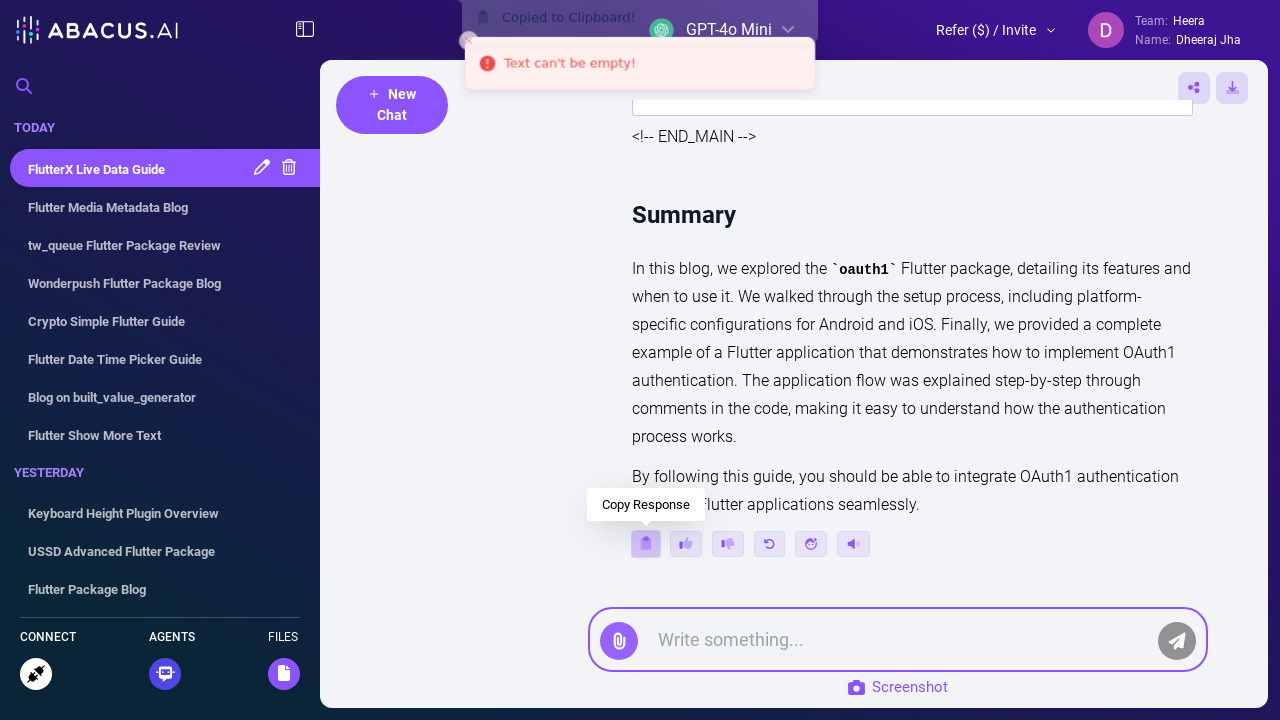 ABACUS.AI
Copied to Clipboard!
GPT-4o Mini
Text can't be empty!
Refer ($) / Invite
D
Team: Heera
Name: Dheeraj Jha
TODAY
FlutterX Live Data Guide
Flutter Media Metadata Blog
tw_queue Flutter Package Review
Wonderpush Flutter Package Blog
Crypto Simple Flutter Guide
Flutter Date Time Picker Guide
Blog on built_value_generator
Flutter Show More Text
YESTERDAY
Keyboard Height Plugin Overview
USSD Advanced Flutter Package
Flutter Package Blog
CONNECT
AGENTS
FILES
+ New
Chat
<!-- END_MAIN -->
Summary
In this blog, we explored the `oauth1` Flutter package, detailing its features and
when to use it. We walked through the setup process, including platform-
specific configurations for Android and iOS. Finally, we provided a complete
example of a Flutter application that demonstrates how to implement OAuth1
authentication. The application flow was explained step-by-step through
comments in the code, making it easy to understand how the authentication
process works.
By following this guide, you should be able to integrate OAuth1 authentication
Flutter applications seamlessly.
Copy Response
Write something...
Screenshot